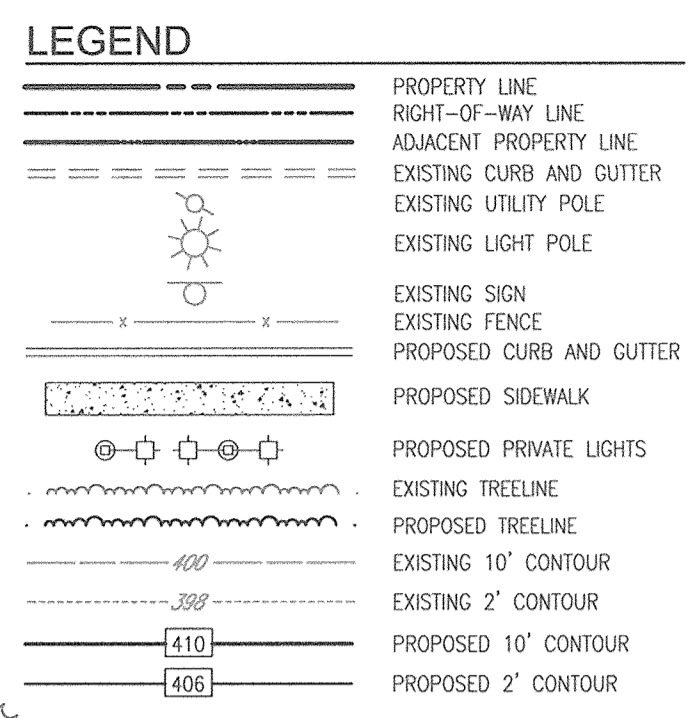 LEGEND
PROPERTY LINE
RIGHT-OF-WAY LINE
ADJACENT PROPERTY LINE
EXISTING CURB AND GUTTER
EXISTING UTILITY POLE
EXISTING LIGHT POLE
EXISTING SIGN
x x EXISTING FENCE
PROPOSED CURB AND GUTTER
PROPOSED SIDEWALK
PROPOSED PRIVATE LIGHTS
EXISTING TREELINE
PROPOSED TREELINE
400 EXISTING 10' CONTOUR
398 EXISTING 2' CONTOUR
410 PROPOSED 10' CONTOUR
406 PROPOSED 2' CONTOUR